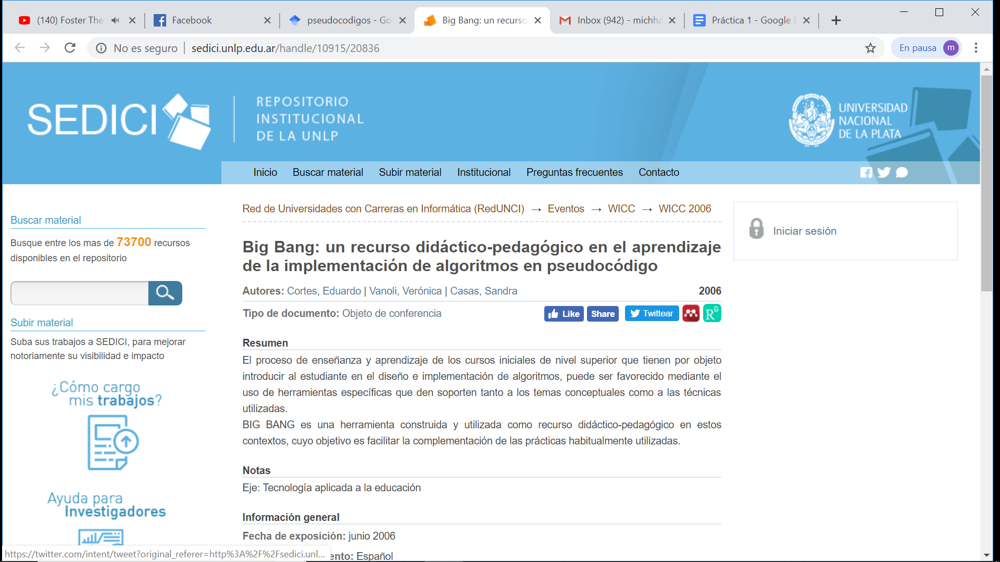 (140) Foster The
Facebook
pseudocodigos - Go
Big Bang: un recurso
Inbox (942) - michha
Práctica 1 - Google D
No es seguro
sedici.unlp.edu.ar/handle/10915/20836
En pausa
m
SEDICI
REPOSITORIO
INSTITUCIONAL
DE LA UNLP
UNIVERSIDAD
NACIONAL
DE LA PLATA
Inicio Buscar material Subir material Institucional Preguntas frecuentes Contacto
Buscar material
Busque entre los mas de 73700 recursos
disponibles en el repositorio
Subir material
Suba sus trabajos a SEDICI, para mejorar
notoriamente su visibilidad e impacto
¿Cómo cargo
mis trabajos?
Ayuda para
Investigadores
Red de Universidades con Carreras en Informática (RedUNCI) → Eventos → WICC → WICC 2006
Big Bang: un recurso didáctico-pedagógico en el aprendizaje
de la implementación de algoritmos en pseudocódigo
Autores: Cortes, Eduardo | Vanoli, Verónica | Casas, Sandra 2006
Tipo de documento: Objeto de conferencia
Like Share Twittear RG
Resumen
El proceso de enseñanza y aprendizaje de los cursos iniciales de nivel superior que tienen por objeto
introducir al estudiante en el diseño e implementación de algoritmos, puede ser favorecido mediante el
uso de herramientas específicas que den soporten tanto a los temas conceptuales como a las técnicas
utilizadas.
BIG BANG es una herramienta construida y utilizada como recurso didáctico-pedagógico en estos
contextos, cuyo objetivo es facilitar la complementación de las prácticas habitualmente utilizadas.
Notas
Eje: Tecnología aplicada a la educación
Información general
Fecha de exposición: junio 2006
ento: Español
Iniciar sesión
https://twitter.com/intent/tweet?original_referer=http%3A%2F%2Fsedici.unl...